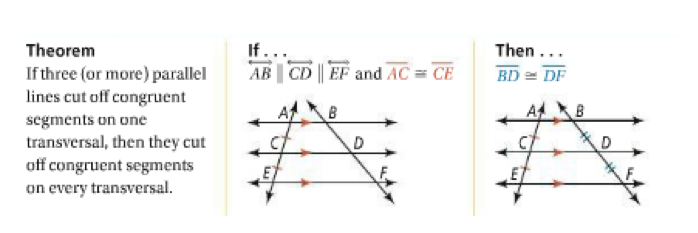 Theorem
If three (or more) parallel
lines cut off congruent
segments on one
transversal, then they cut
off congruent segments
on every transversal.
If . . .
AB ∥ CD ∥ EF and AC ≅ CE
A B
C D
E F
Then . . .
BD ≅ DF
A B
C D
E F